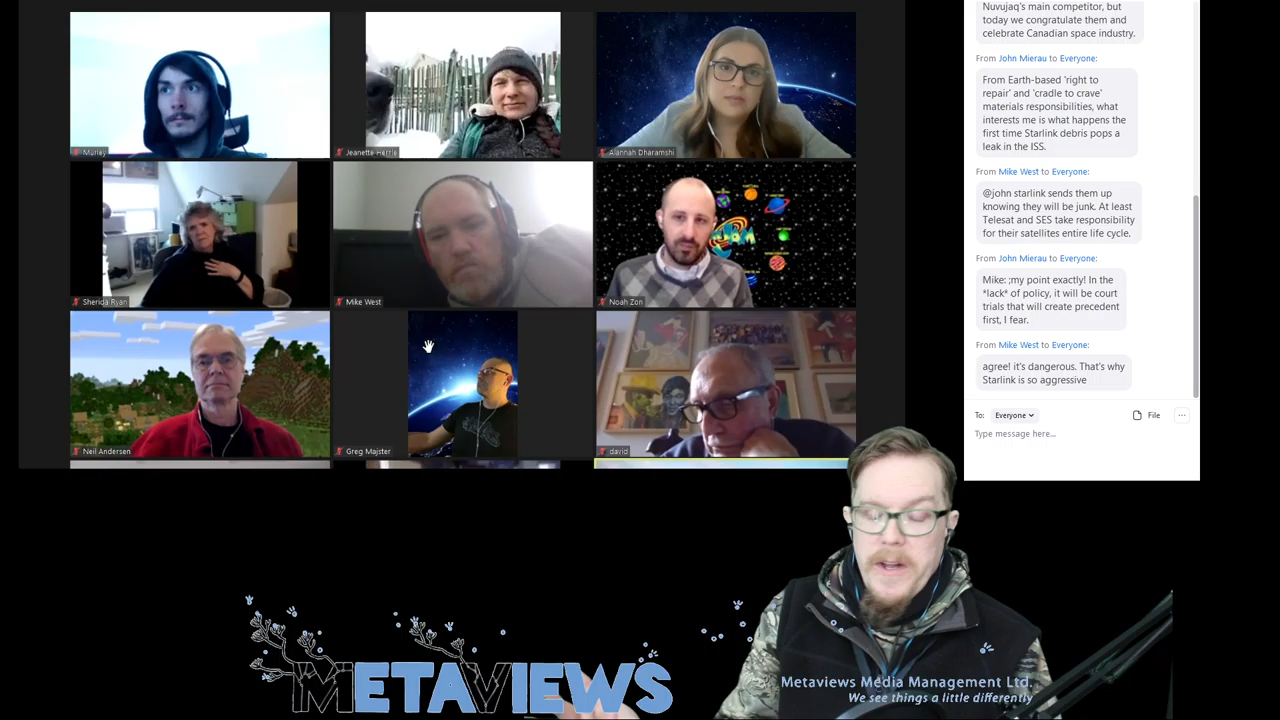 Nuvujaq's main competitor, but
today we congratulate them and
celebrate Canadian space industry.
From John Mierau to Everyone:
From Earth-based 'right to
repair' and 'cradle to crave'
materials responsibilities, what
interests me is what happens the
first time Starlink debris pops a
leak in the ISS.
From Mike West to Everyone:
@john starlink sends them up
knowing they will be junk. At least
Telesat and SES take responsibility
for their satellites entire life cycle.
From John Mierau to Everyone:
Mike: ;my point exactly! In the
*lack* of policy, it will be court
trials that will create precedent
first, I fear.
From Mike West to Everyone:
agree! it's dangerous. That's why
Starlink is so aggressive
To: Everyone
File
Type message here...
Marley
Jeanette Herrle
Alannah Dharamshi
Sherida Ryan
Mike West
Noah Zon
Neil Andersen
Greg Majster
david
METAVIEWS
Metaviews Media Management Ltd.
We see things a little differently